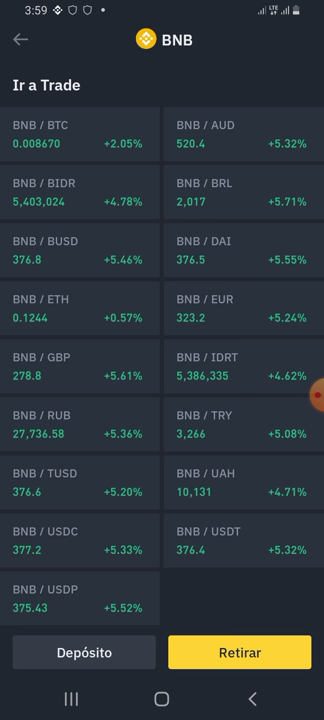 3:59
BNB
Ir a Trade
BNB / BTC
0.008670 +2.05%
BNB / AUD
520.4 +5.32%
BNB / BIDR
5,403,024 +4.78%
BNB / BRL
2,017 +5.71%
BNB / BUSD
376.8 +5.46%
BNB / DAI
376.5 +5.55%
BNB / ETH
0.1244 +0.57%
BNB / EUR
323.2 +5.24%
BNB / GBP
278.8 +5.61%
BNB / IDRT
5,386,335 +4.62%
BNB / RUB
27,736.58 +5.36%
BNB / TRY
3,266 +5.08%
BNB / TUSD
376.6 +5.20%
BNB / UAH
10,131 +4.71%
BNB / USDC
377.2 +5.33%
BNB / USDT
376.4 +5.32%
BNB / USDP
375.43 +5.52%
Depósito
Retirar